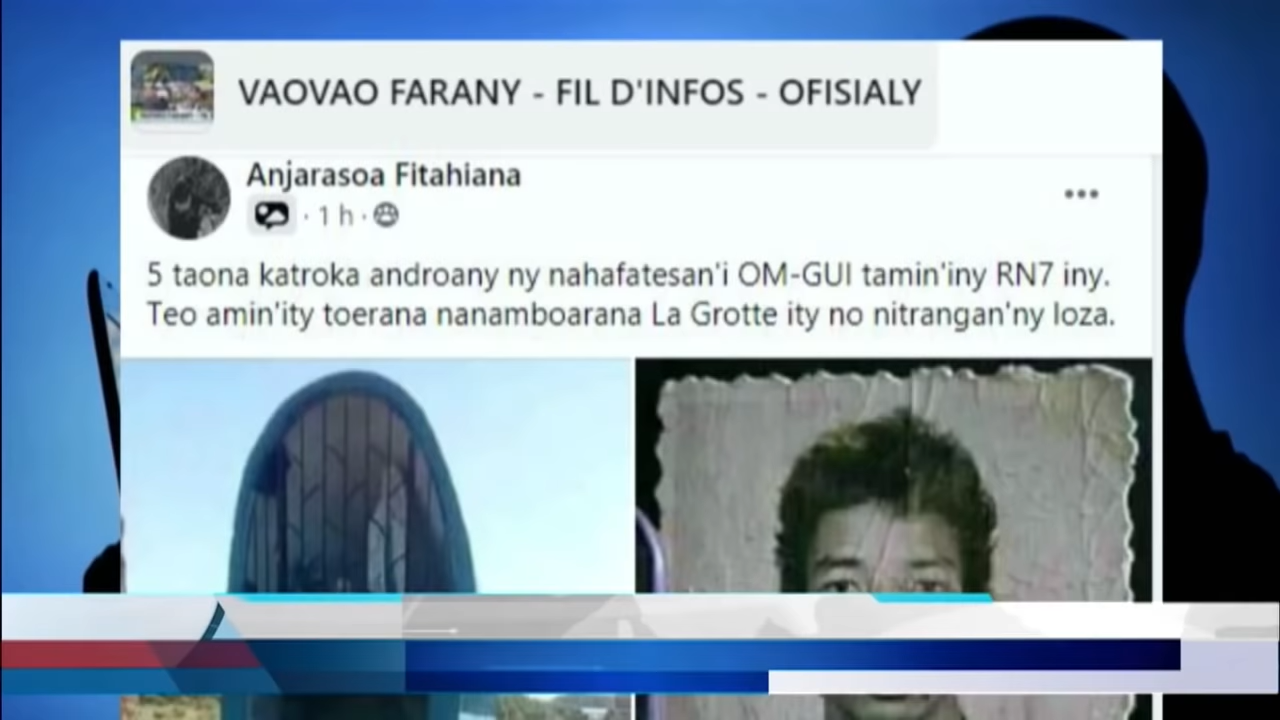 VAOVAO FARANY - FIL D'INFOS - OFISIALY
Anjarasoa Fitahiana
· 1 h ·
5 taona katroka androany ny nahafatesan'i OM-GUI tamin'iny RN7 iny.
Teo amin'ity toerana nanamboarana La Grotte ity no nitrangan'ny loza.